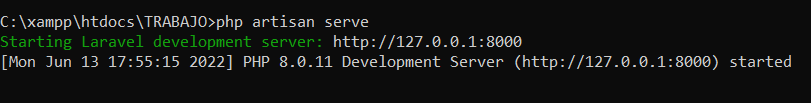 C:\xampp\htdocs\TRABAJO>php artisan serve
Starting Laravel development server: http://127.0.0.1:8000
[Mon Jun 13 17:55:15 2022] PHP 8.0.11 Development Server (http://127.0.0.1:8000) started